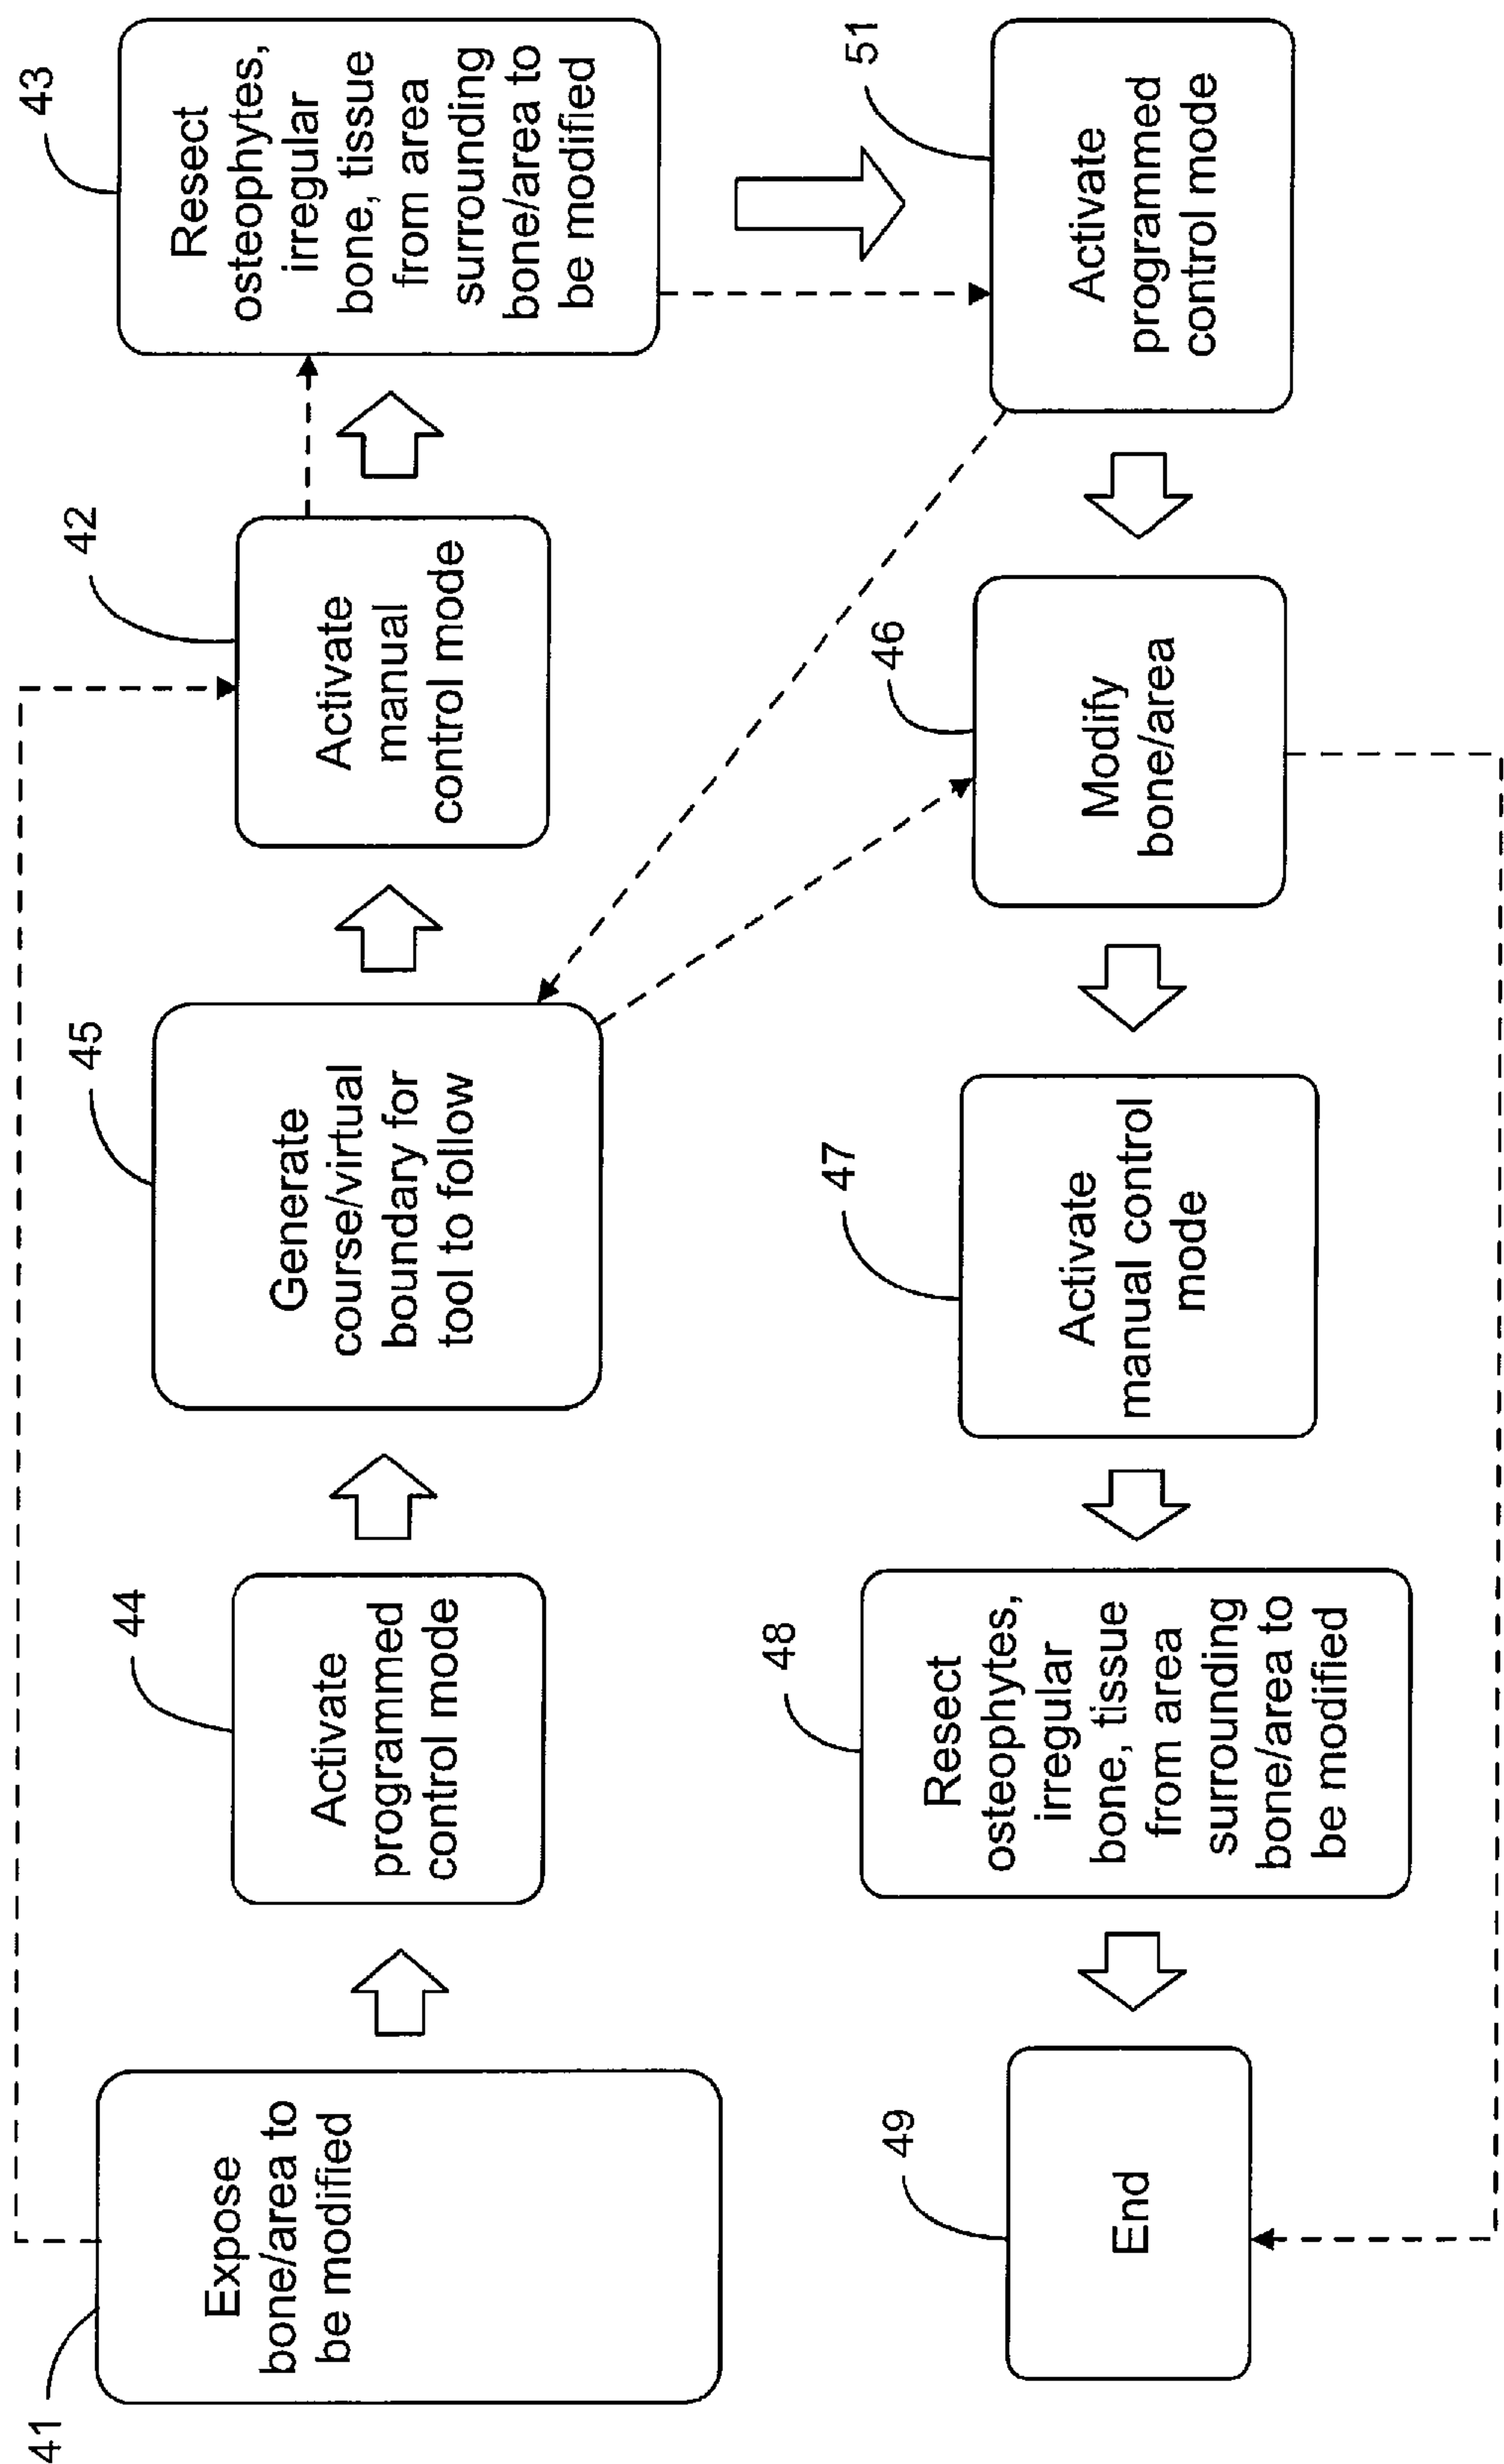 41
Expose
bone/area to
be modified
44
Activate
programmed
control mode
45
Generate
course/virtual
boundary for
tool to follow
42
Activate
manual
control mode
43
Resect
osteophytes,
irregular
bone, tissue
from area
surrounding
bone/area to
be modified
51
Activate
programmed
control mode
46
Modify
bone/area
47
Activate
manual control
mode
48
Resect
osteophytes,
irregular
bone, tissue
from area
surrounding
bone/area to
be modified
49
End